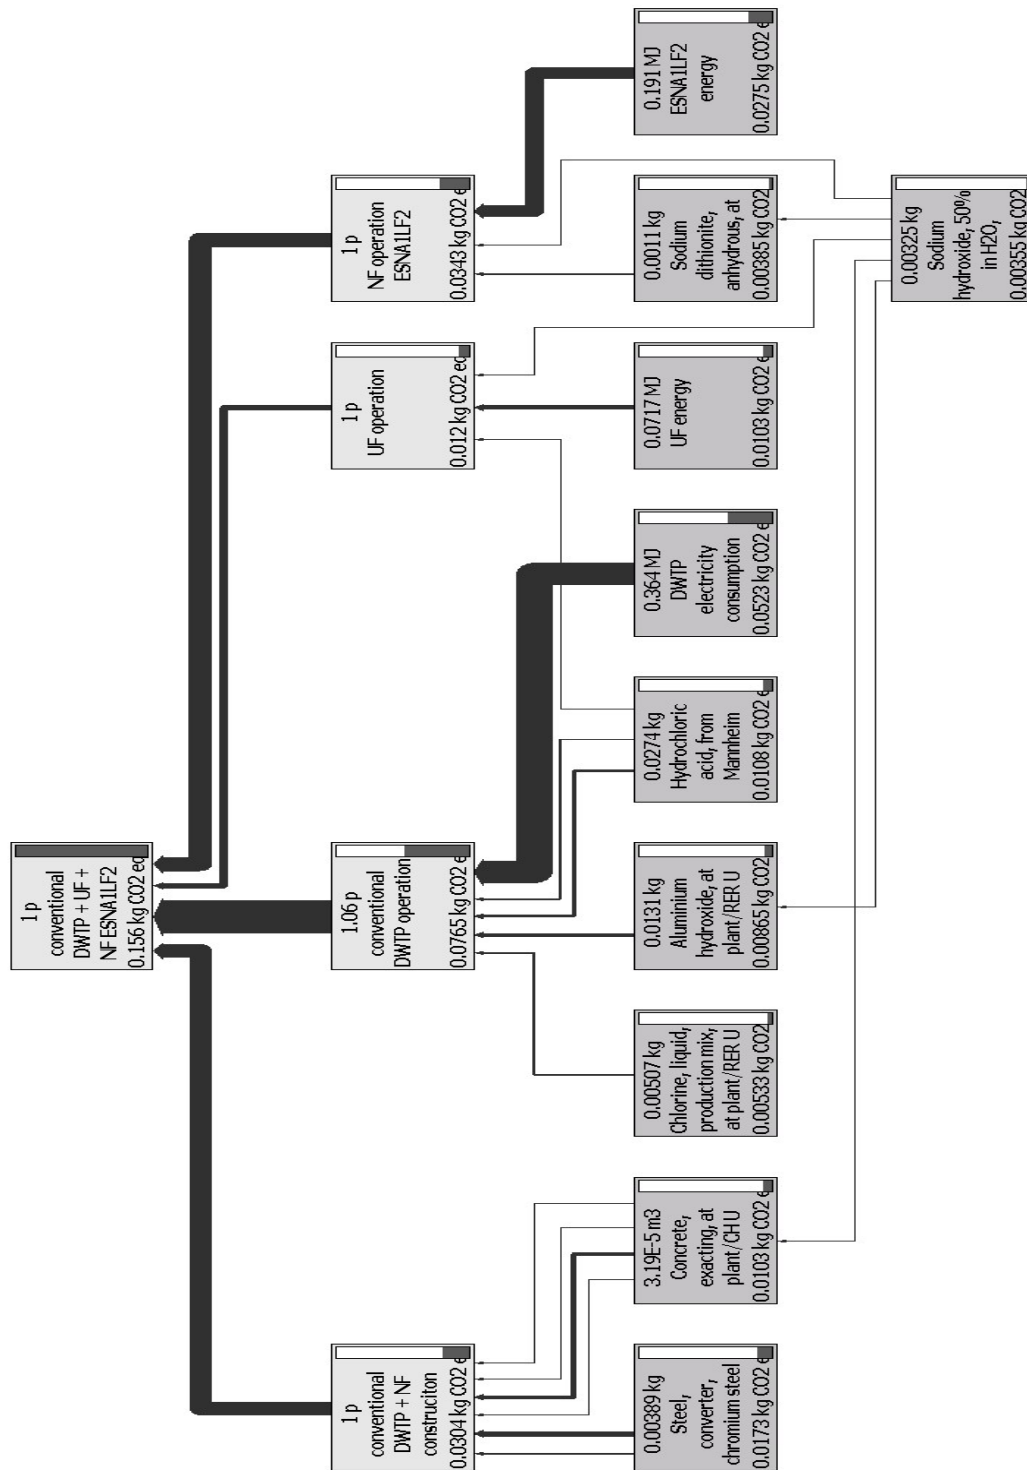 1 p
conventional
DWTP + UF +
NF ESNA1LF2
0.156 kg CO2 eq
1 p
conventional
DWTP + NF
construciton
0.0304 kg CO2 e
1.06 p
conventional
DWTP operation
0.0765 kg CO2 e
1 p
UF operation
0.012 kg CO2 eq
1 p
NF operation
ESNA1LF2
0.0343 kg CO2 e
0.00389 kg
Steel,
converter,
chromium steel
0.0173 kg CO2 e
3.19E-5 m3
Concrete,
exacting, at
plant/CH U
0.0103 kg CO2 e
0.00507 kg
Chlorine, liquid,
production mix,
at plant/RER U
0.00533 kg CO2
0.0131 kg
Aluminium
hydroxide, at
plant/RER U
0.00865 kg CO2
0.0274 kg
Hydrochloric
acid, from
Mannheim
0.0108 kg CO2 e
0.364 MJ
DWTP
electricity
consumption
0.0523 kg CO2 e
0.0717 MJ
UF energy
0.0103 kg CO2 e
0.0011 kg
Sodium
dithionite,
anhydrous, at
0.00385 kg CO2
0.191 MJ
ESNA1LF2
energy
0.0275 kg CO2 e
0.00325 kg
Sodium
hydroxide, 50%
in H2O,
0.00355 kg CO2